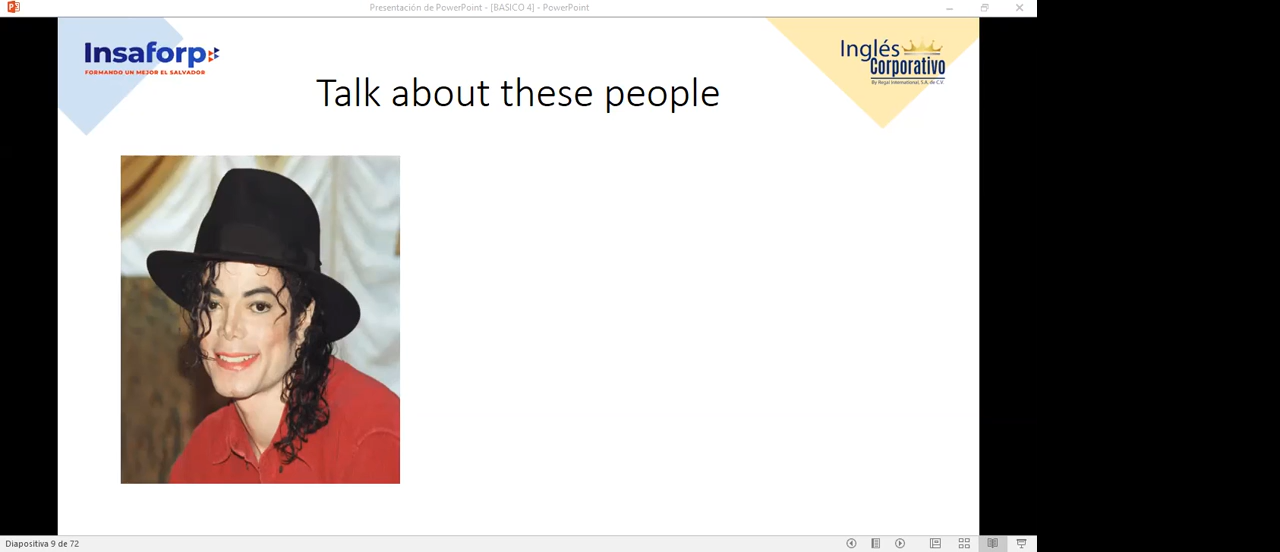 Presentación de PowerPoint - [BASICO 4] - PowerPoint
Insaforp
FORMANDO UN MEJOR EL SALVADOR
Inglés
Corporativo
By Regal International, S.A. de C.V.
Talk about these people
Diapositiva 9 de 72